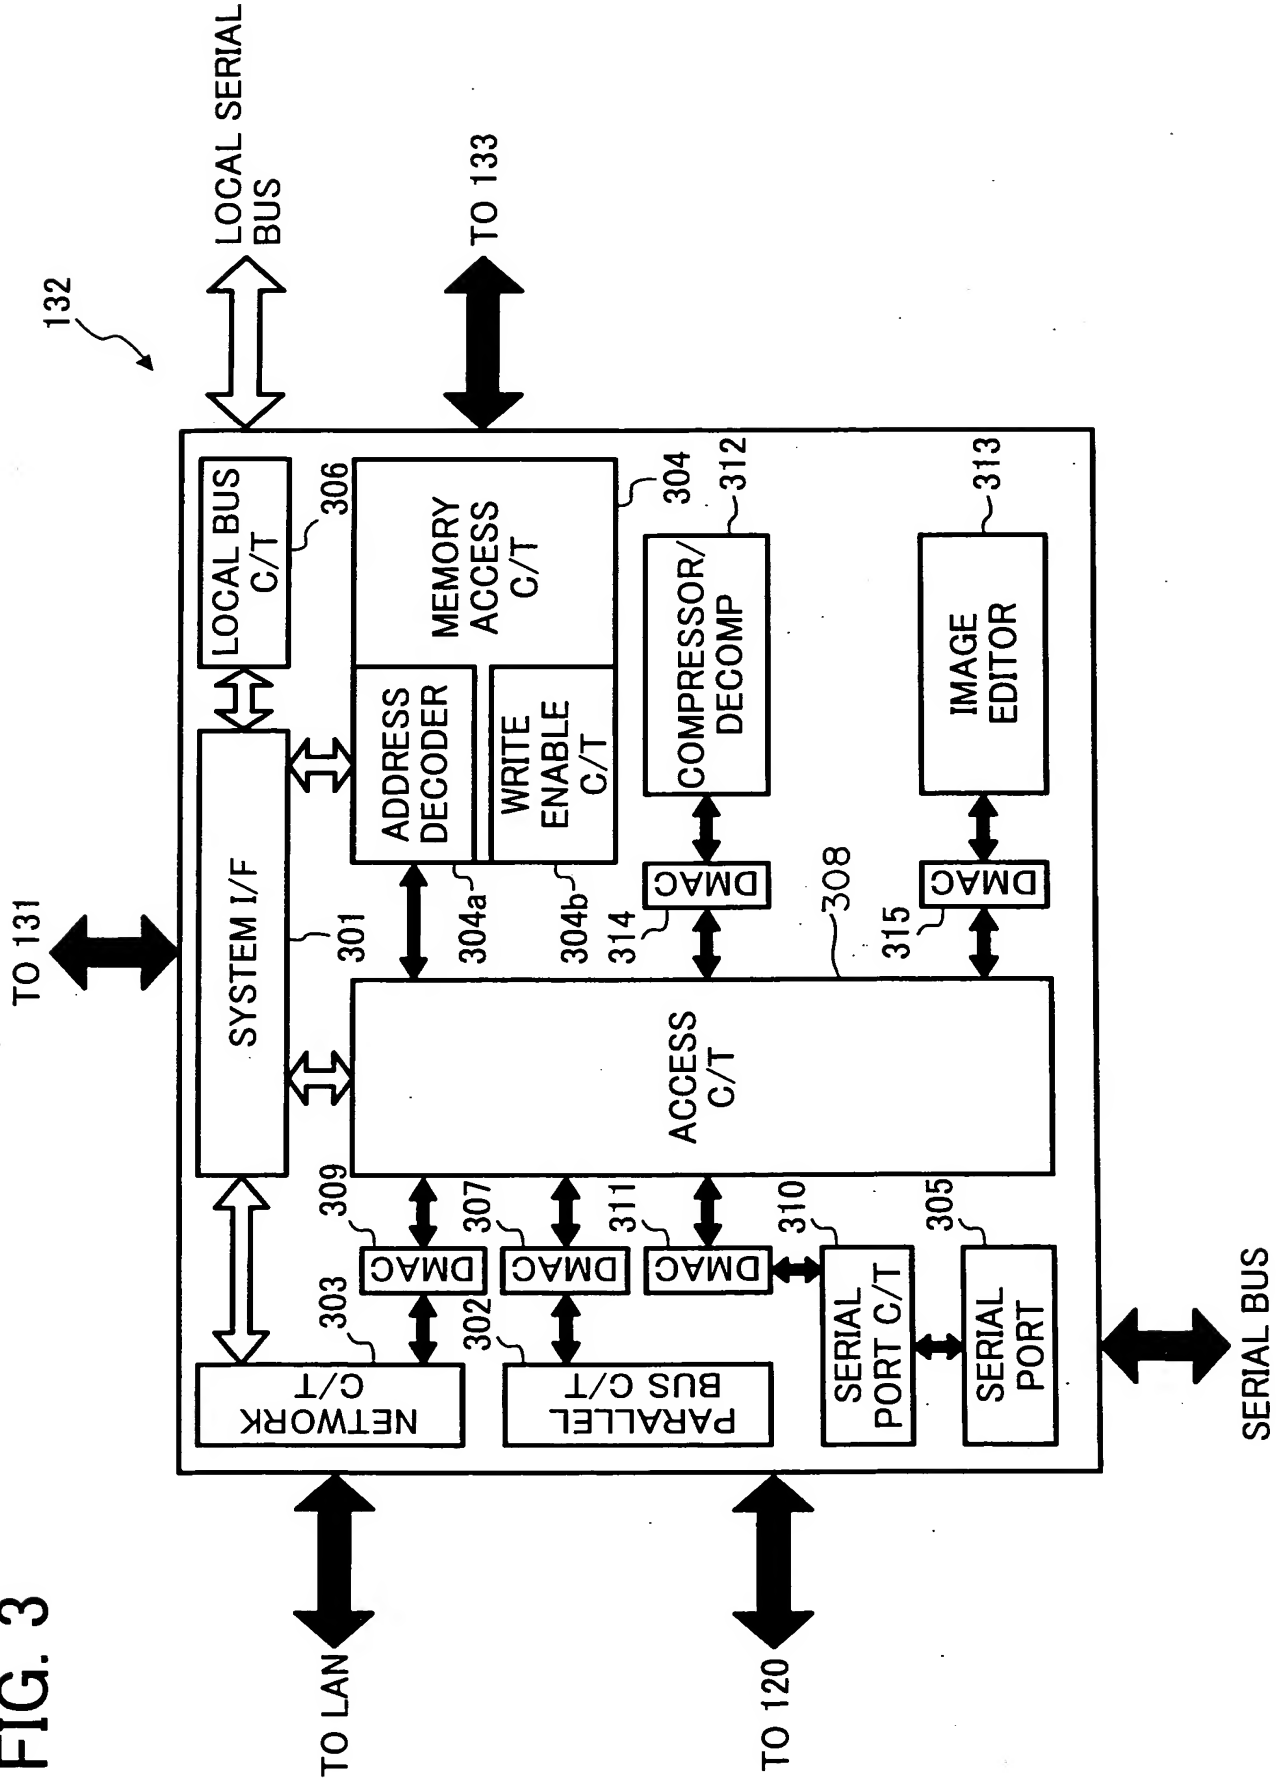 FIG. 3
132
TO 131
LOCAL SERIAL
BUS
TO 133
TO LAN
TO 120
SERIAL BUS
SYSTEM I/F
301
LOCAL BUS
C/T
306
NETWORK
C/T
303
DMAC
309
ADDRESS
DECODER
304a
MEMORY
ACCESS
C/T
304
WRITE
ENABLE
C/T
304b
PARALLEL
BUS C/T
302
DMAC
307
ACCESS
C/T
308
DMAC
311
DMAC
314
COMPRESSOR/
DECOMP
312
SERIAL
PORT C/T
310
SERIAL
PORT
305
DMAC
315
IMAGE
EDITOR
313